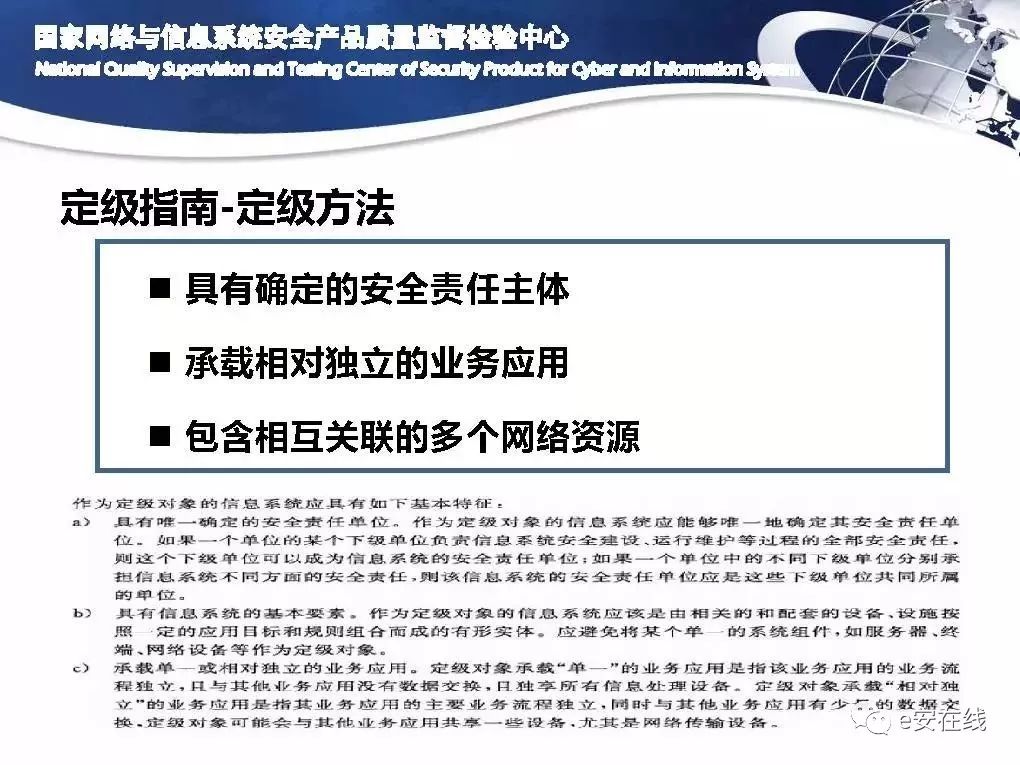 国家网络与信息系统安全产品质量监督检验中心
National Quality Supervision and Testing Center of Security Product for Cyber and Information System
定级指南-定级方法
■ 具有确定的安全责任主体
■ 承载相对独立的业务应用
■ 包含相互关联的多个网络资源
作为定级对象的信息系统应具有如下基本特征：
a） 具有唯一确定的安全责任单位。作为定级对象的信息系统应能够唯一地确定其安全责任单
位。如果一个单位的某个下级单位负责信息系统安全建设、运行维护等过程的全部安全责任，
则这个下级单位可以成为信息系统的安全责任单位；如果一个单位中的不同下级单位分别承
担信息系统不同方面的安全责任，则该信息系统的安全责任单位应是这些下级单位共同所属
的单位。
b） 具有信息系统的基本要素。作为定级对象的信息系统应该是由相关的和配套的设备、设施按
照一定的应用目标和规则组合而成的有形实体。应避免将某个单一的系统组件，如服务器、终
端、网络设备等作为定级对象。
c） 承载单一或相对独立的业务应用。定级对象承载“单一”的业务应用是指该业务应用的业务流
程独立，且与其他业务应用没有数据交换，且独享所有信息处理设备。定级对象承载“相对独
立”的业务应用是指其业务应用的主要业务流程独立，同时与其他业务应用有少量的数据交
换，定级对象可能会与其他业务应用共享一些设备，尤其是网络传输设备。
e安在线